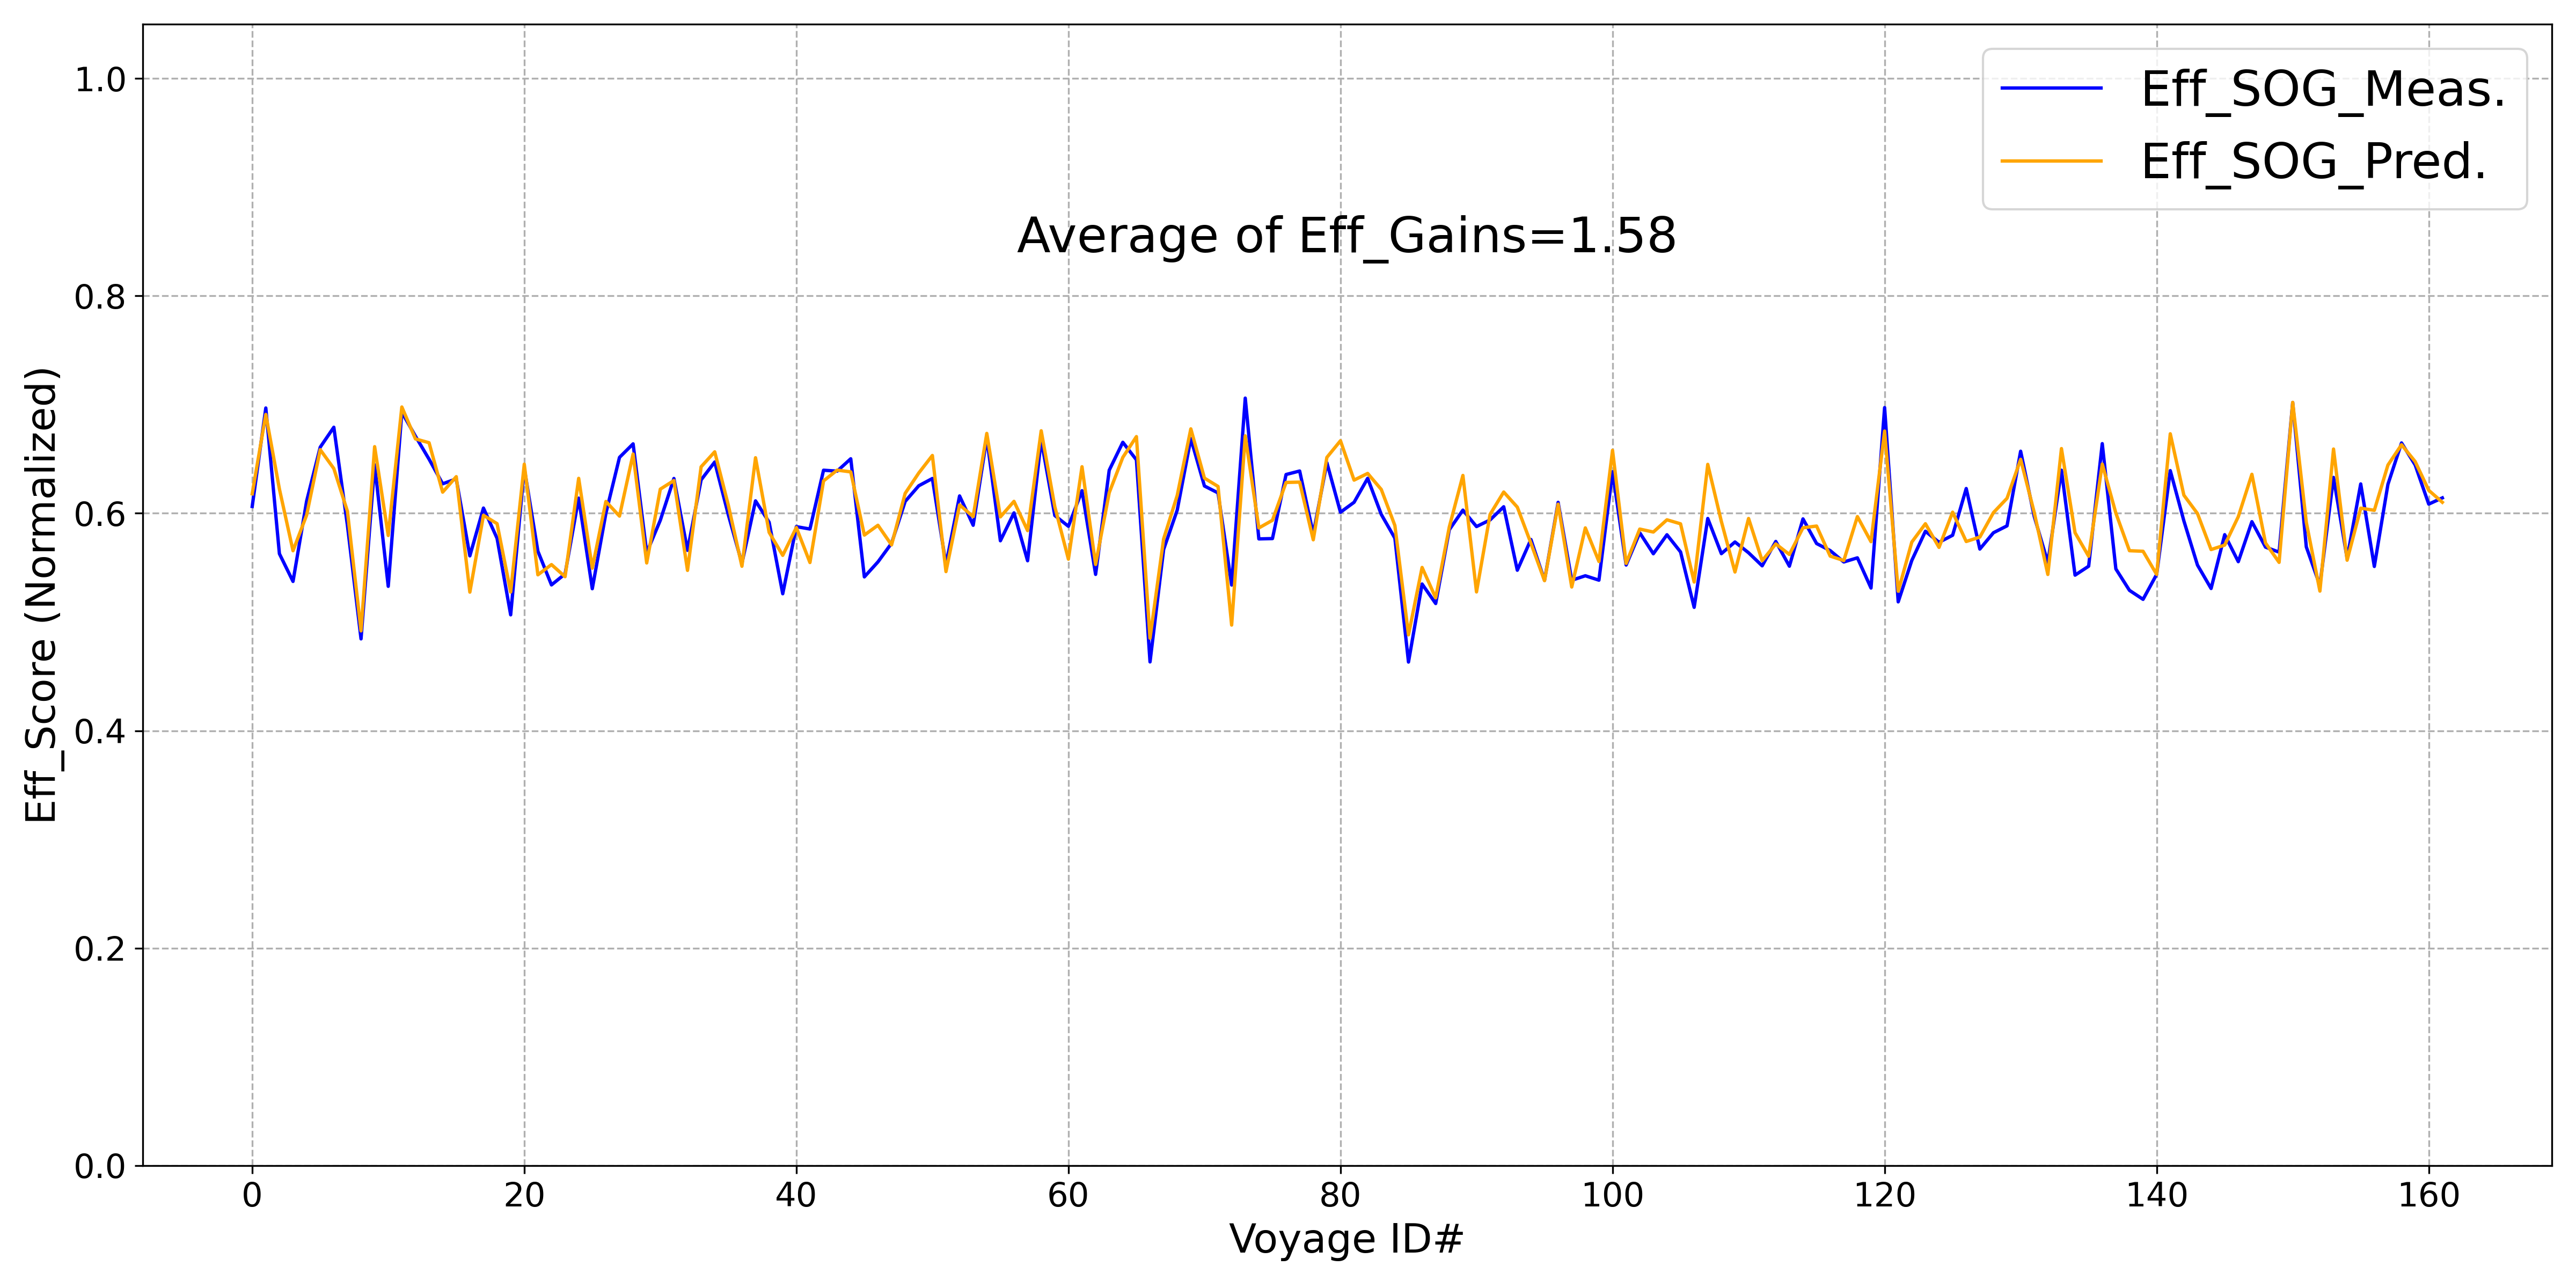 Eff_SOG_Meas.
Eff_SOG_Pred.
Average of Eff_Gains=1.58
Eff_Score (Normalized)
1.0
0.8
0.6
0.4
0.2
0.0
0 20 40 60 80 100 120 140 160
Voyage ID#